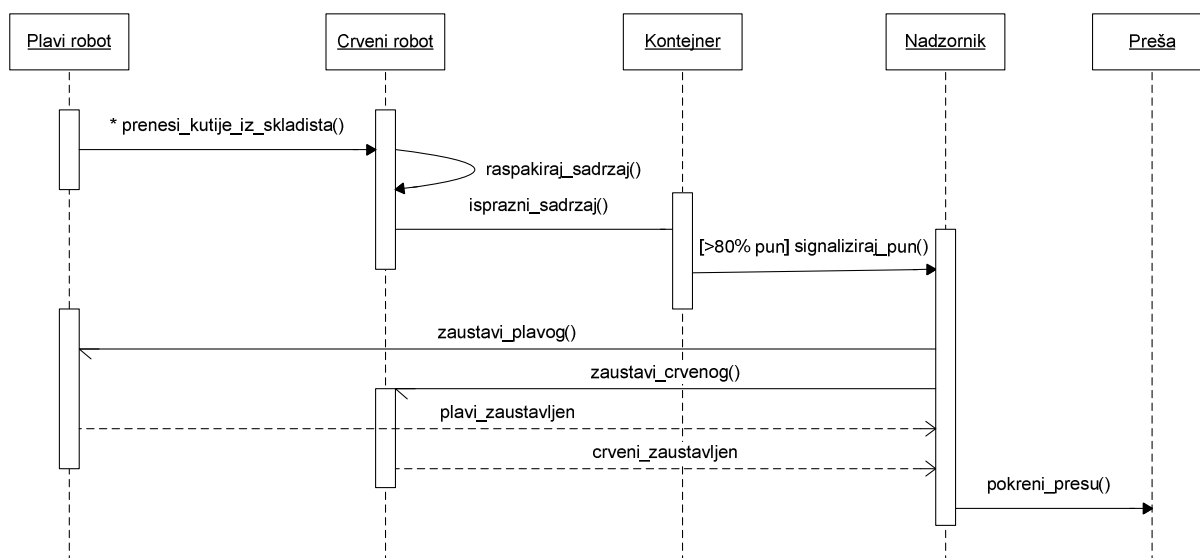 Plavi robot
Crveni robot
Kontejner
Nadzornik
Preša
* prenesi_kutije_iz_skladista()
raspakiraj_sadrzaj()
isprazni_sadrzaj()
[>80% pun] signaliziraj_pun()
zaustavi_plavog()
zaustavi_crvenog()
plavi_zaustavljen
crveni_zaustavljen
pokreni_presu()